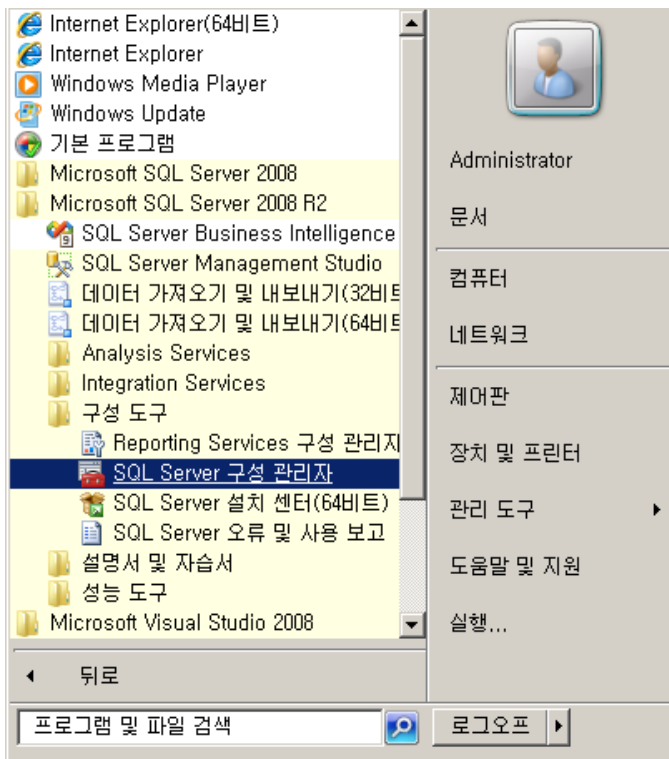 Internet Explorer(64비트)
Internet Explorer
Windows Media Player
Windows Update
기본 프로그램
Microsoft SQL Server 2008
Microsoft SQL Server 2008 R2
SQL Server Business Intelligence
SQL Server Management Studio
데이터 가져오기 및 내보내기(32비트
데이터 가져오기 및 내보내기(64비트
Analysis Services
Integration Services
구성 도구
Reporting Services 구성 관리자
SQL Server 구성 관리자
SQL Server 설치 센터(64비트)
SQL Server 오류 및 사용 보고
설명서 및 자습서
성능 도구
Microsoft Visual Studio 2008
뒤로
프로그램 및 파일 검색
Administrator
문서
컴퓨터
네트워크
제어판
장치 및 프린터
관리 도구
도움말 및 지원
실행...
로그오프